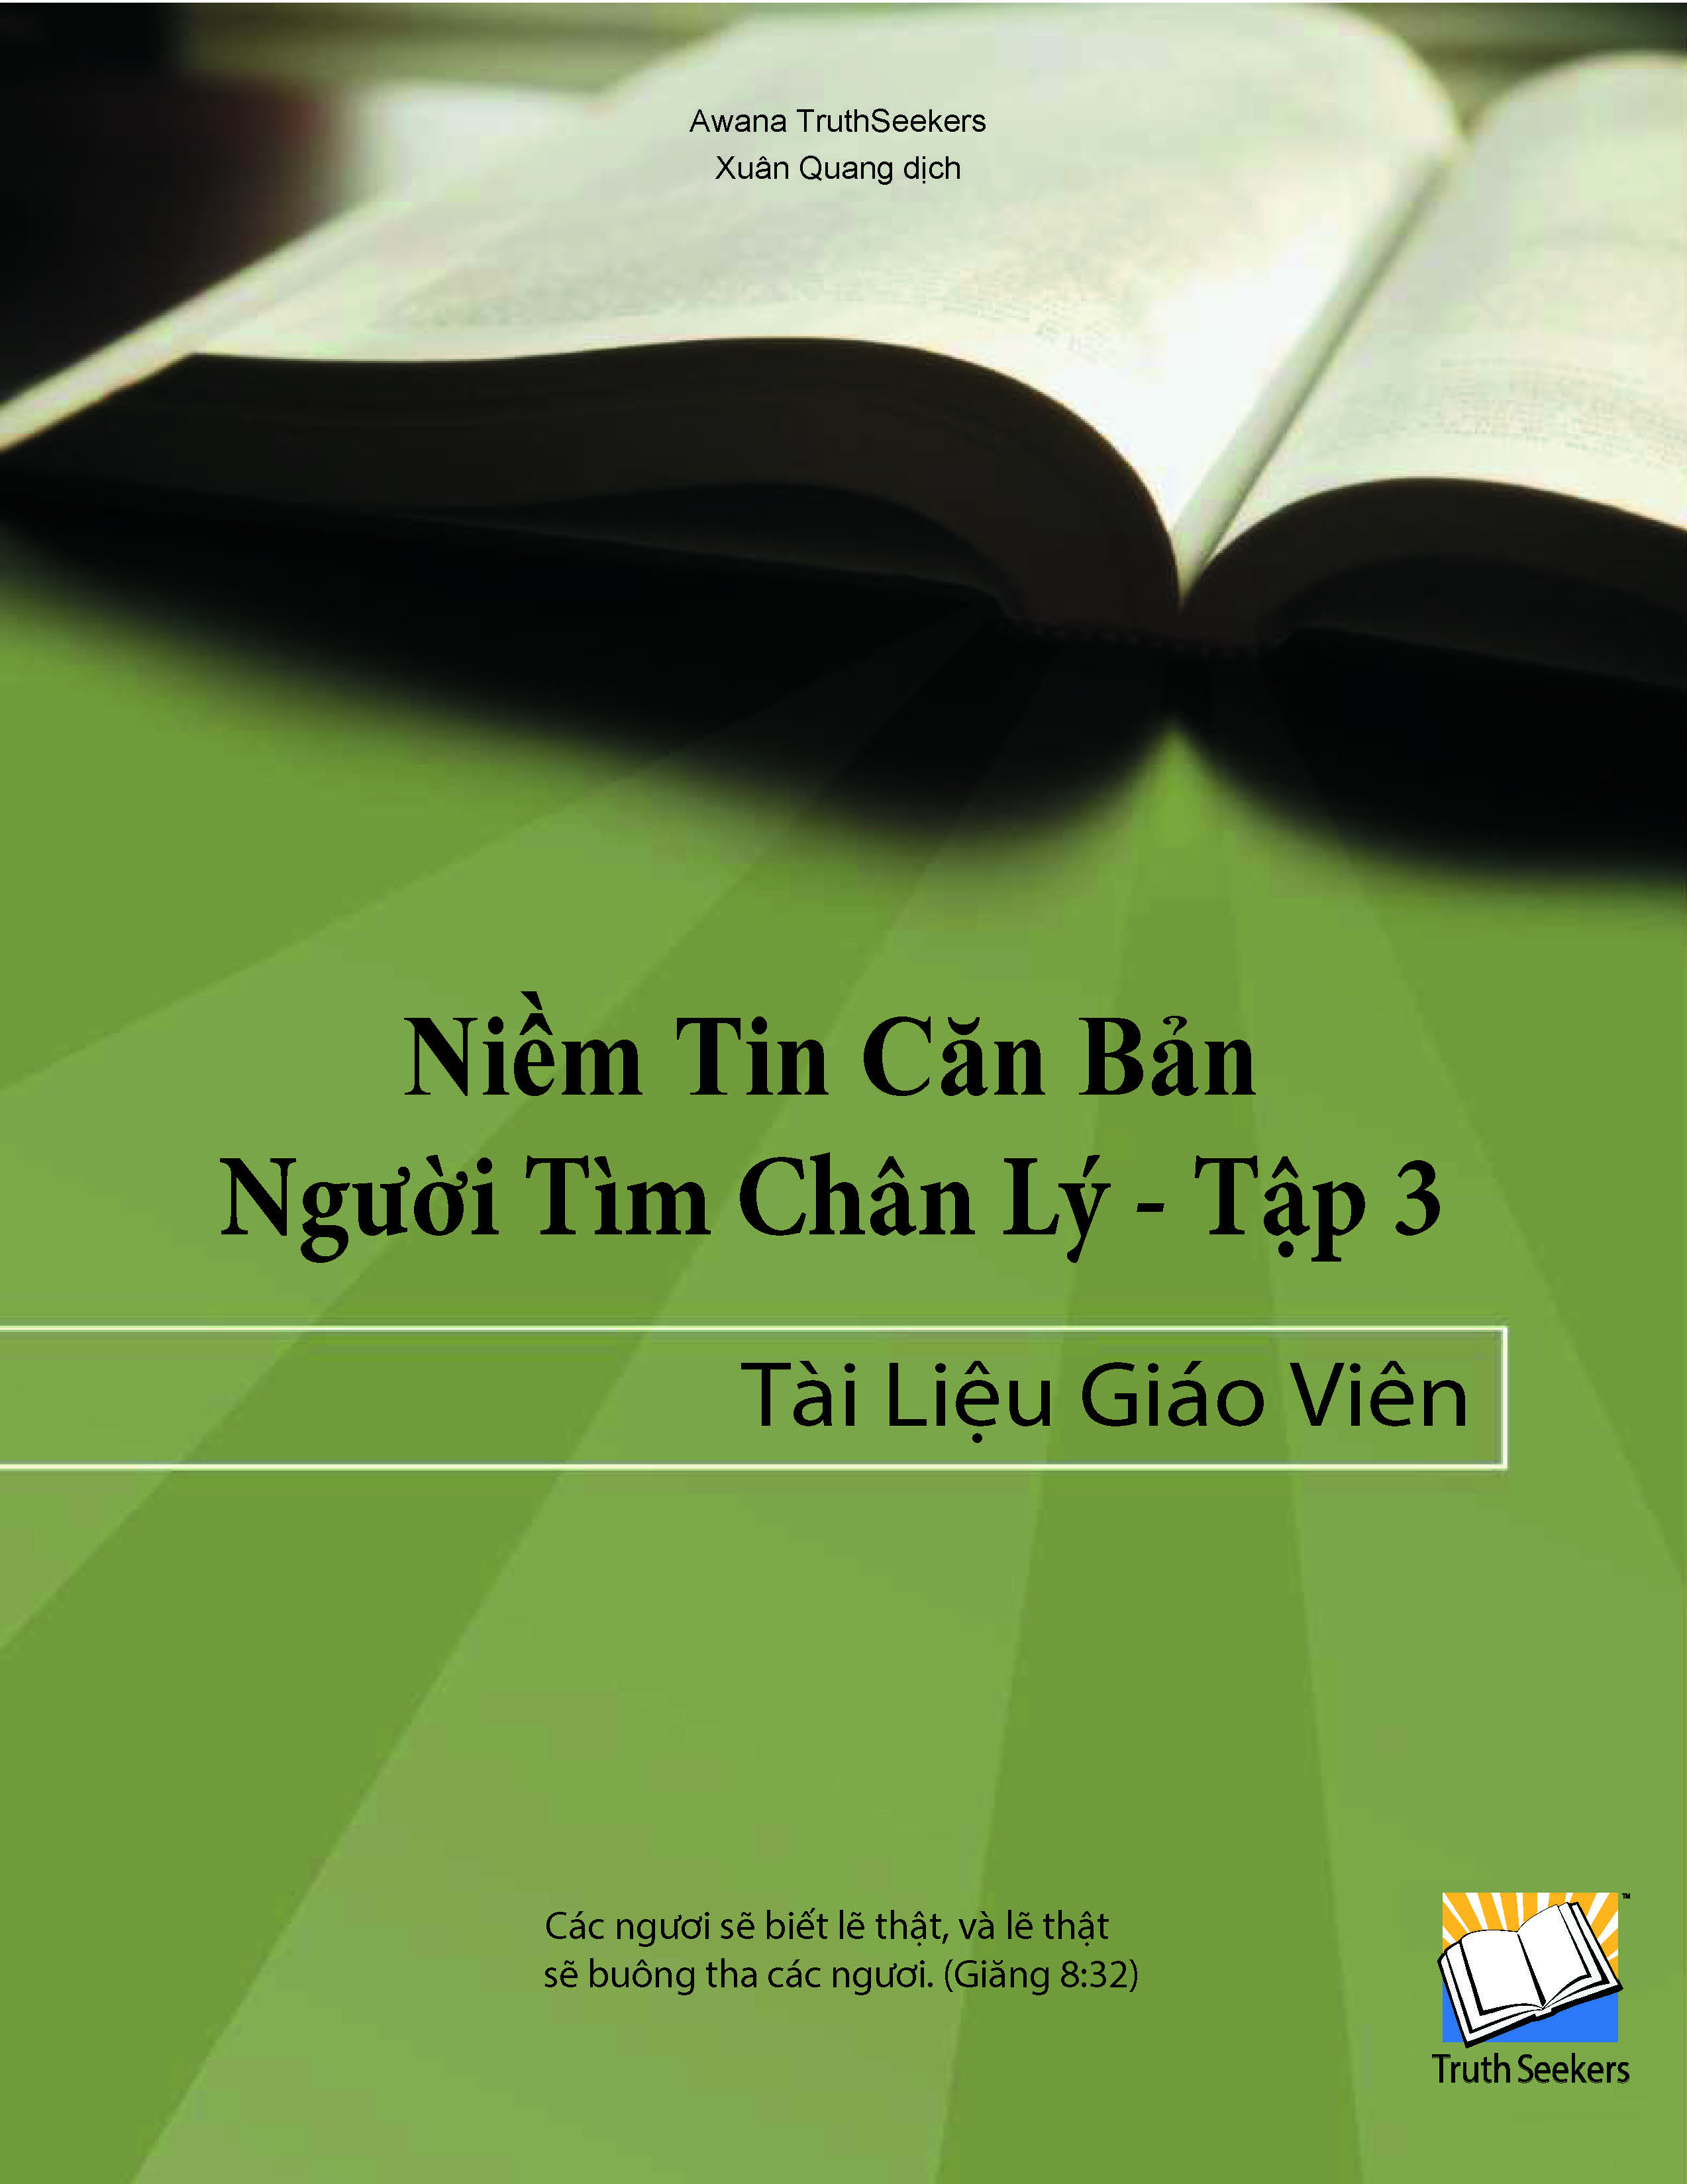 Awana TruthSeekers
Xuân Quang dịch
Niềm Tin Căn Bản
Người Tìm Chân Lý - Tập 3
Tài Liệu Giáo Viên
Các ngươi sẽ biết lẽ thật, và lẽ thật
sẽ buông tha các ngươi. (Giăng 8:32)
TM
Truth Seekers